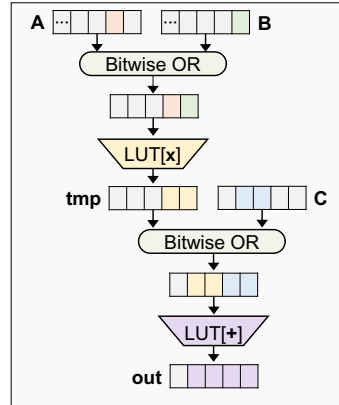 A ... ... B
Bitwise OR
LUT[x]
tmp C
Bitwise OR
LUT[+]
out